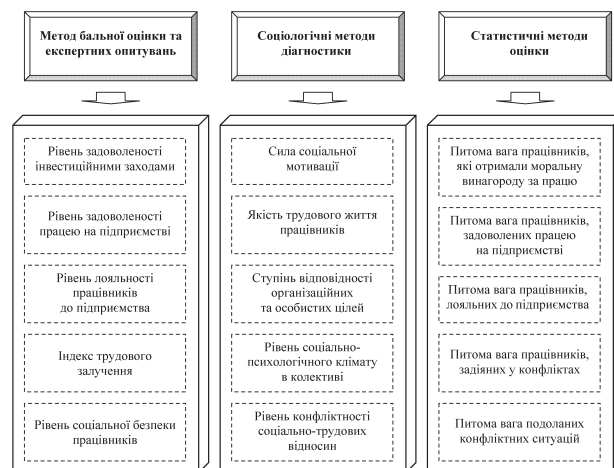 Метод бальної оцінки та
експертних опитувань
Рівень задоволеності
інвестиційними заходами
Рівень задоволеності
працею на підприємстві
Рівень лояльності
працівників
до підприємства
Індекс трудового
залучення
Рівень соціальної безпеки
працівників
Соціологічні методи
діагностики
Сила соціальної
мотивації
Якість трудового життя
працівників
Ступінь відповідності
організаційних
та особистих цілей
Рівень соціально-
психологічного клімату
в колективі
Рівень конфліктності
соціально-трудових
відносин
Статистичні методи
оцінки
Питома вага працівників,
які отримали моральну
винагороду за працю
Питома вага працівників,
задоволених працею
на підприємстві
Питома вага працівників,
лояльних до підприємства
Питома вага працівників,
задіяних у конфліктах
Питома вага подоланих
конфліктних ситуацій